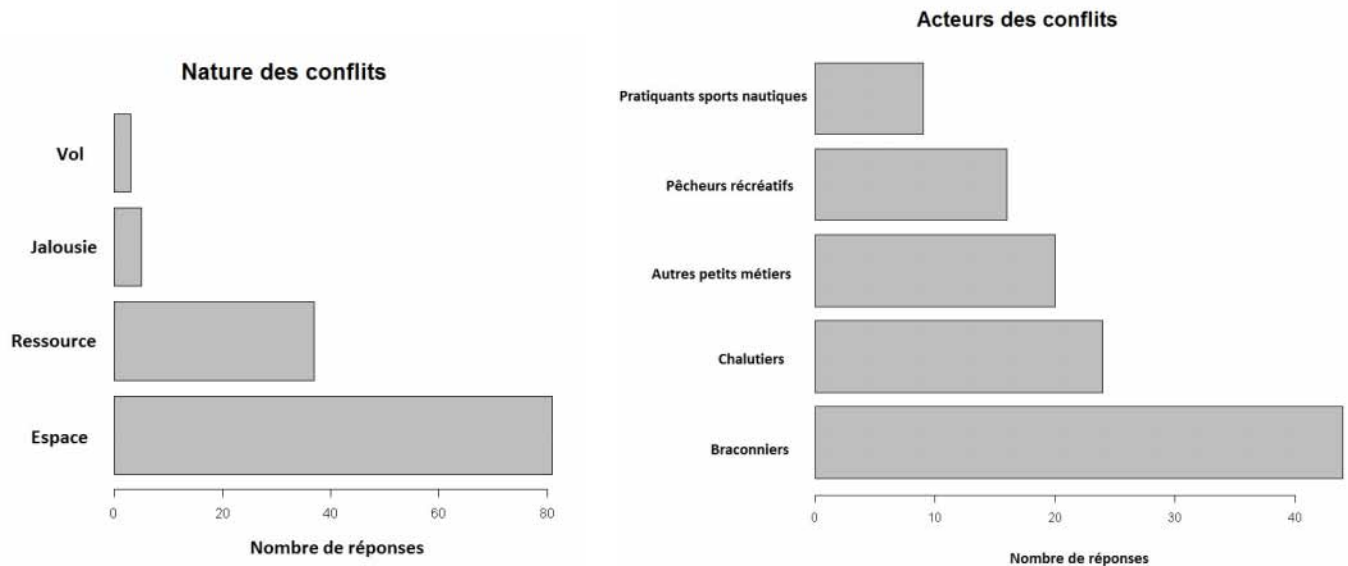 Nature des conflits
Vol
Jalousie
Ressource
Espace
0 20 40 60 80
Nombre de réponses
Acteurs des conflits
Pratiquants sports nautiques
Pêcheurs récréatifs
Autres petits métiers
Chalutiers
Braconniers
0 10 20 30 40
Nombre de réponses